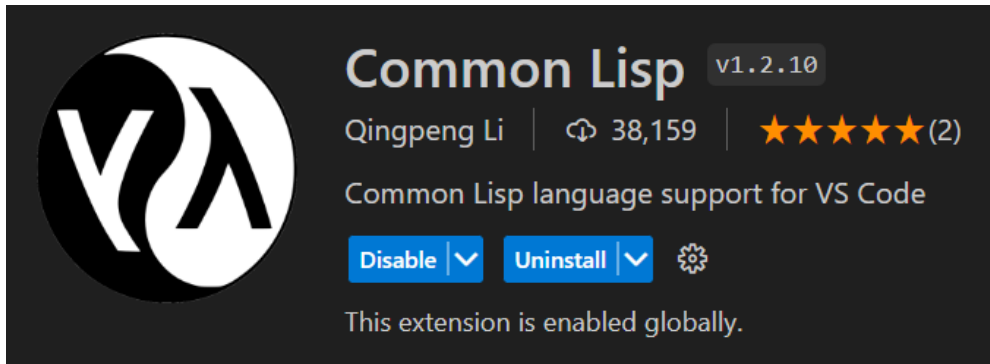 Common Lisp v1.2.10
Qingpeng Li 38,159 ★★★★★(2)
Common Lisp language support for VS Code
Disable Uninstall
This extension is enabled globally.